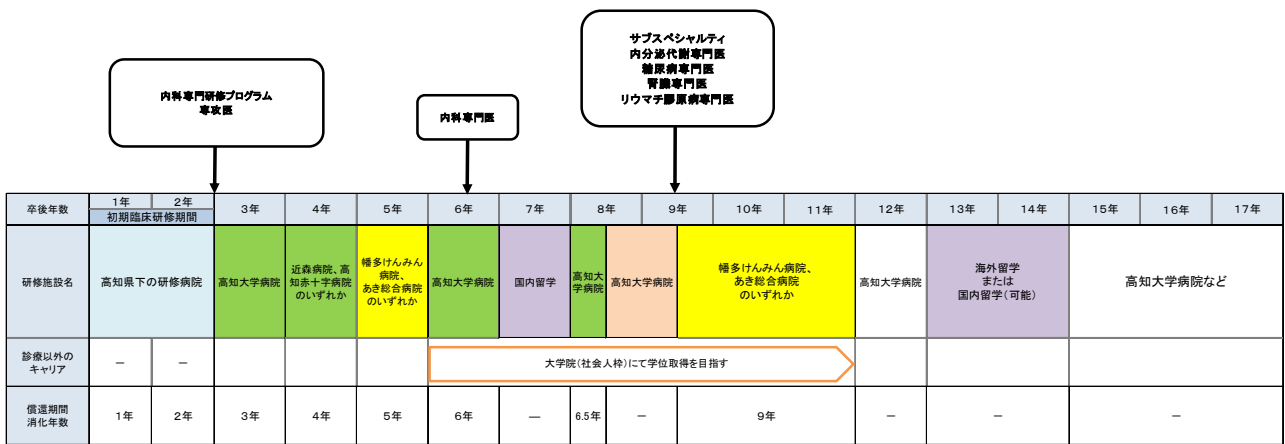 サブスペシャルティ
内分泌代謝専門医
糖尿病専門医
腎臓専門医
リウマチ膠原病専門医
内科専門研修プログラム
専攻医
内科専門医
卒後年数
1年
2年
初期臨床研修期間
3年
4年
5年
6年
7年
8年
9年
10年
11年
12年
13年
14年
15年
16年
17年
研修施設名
高知県下の研修病院
高知大学病院
近森病院、高
知赤十字病院
のいずれか
幡多けんみん
病院、
あき総合病院
のいずれか
高知大学病院
国内留学
高知大
学病院
高知大学病院
幡多けんみん病院、
あき総合病院
のいずれか
高知大学病院
海外留学
または
国内留学(可能)
高知大学病院など
診療以外の
キャリア
－
－
大学院(社会人枠)にて学位取得を目指す
償還期間
消化年数
1年
2年
3年
4年
5年
6年
―
6.5年
－
9年
－
－
－